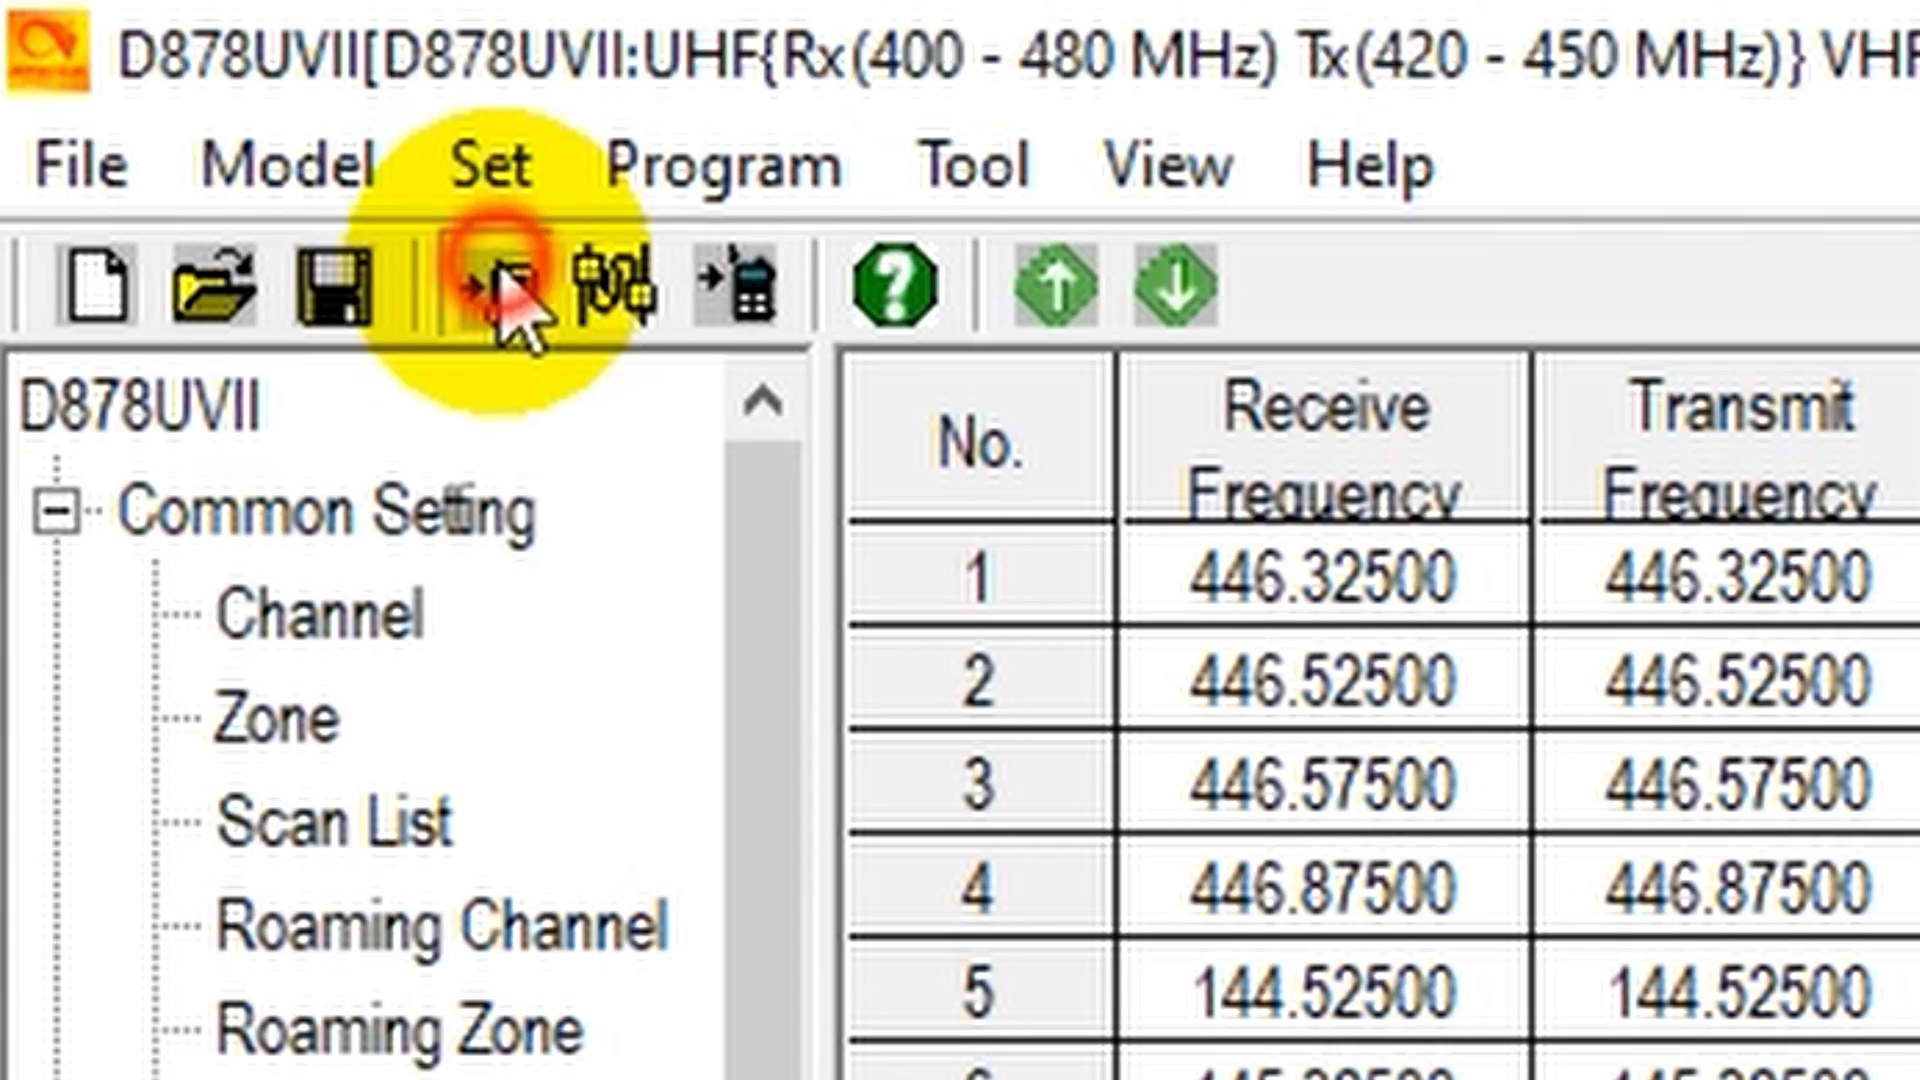 D878UVII[D878UVII:UHF{Rx(400 - 480 MHz) Tx(420 - 450 MHz)} VHF
File Model Set Program Tool View Help
D878UVII
Common Setting
Channel
Zone
Scan List
Roaming Channel
Roaming Zone
No. Receive Frequency Transmit Frequency
1 446.32500 446.32500
2 446.52500 446.52500
3 446.57500 446.57500
4 446.87500 446.87500
5 144.52500 144.52500